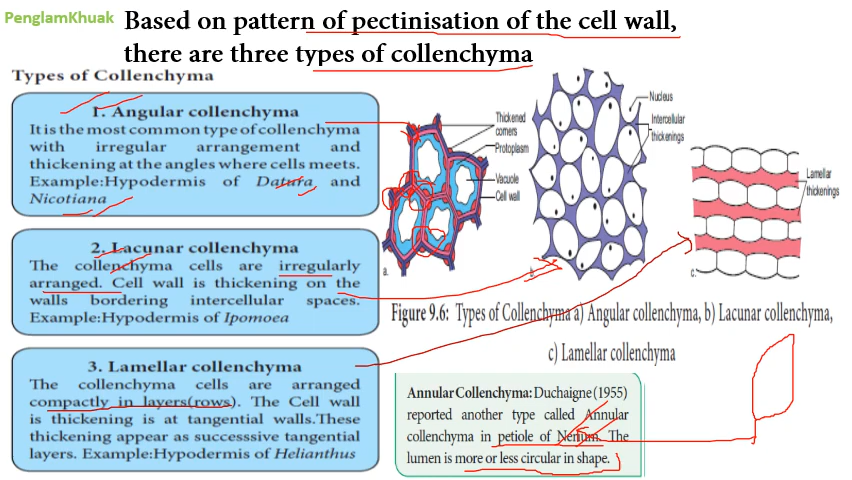 PenglamKhuak
Based on pattern of pectinisation of the cell wall,
there are three types of collenchyma
Types of Collenchyma
1. Angular collenchyma
It is the most common type of collenchyma
with irregular arrangement and
thickening at the angles where cells meets.
Example:Hypodermis of Datura and
Nicotiana
2. Lacunar collenchyma
The collenchyma cells are irregularly
arranged. Cell wall is thickening on the
walls bordering intercellular spaces.
Example:Hypodermis of Ipomoea
3. Lamellar collenchyma
The collenchyma cells are arranged
compactly in layers(rows). The Cell wall
is thickening is at tangential walls.These
thickening appear as successsive tangential
layers. Example:Hypodermis of Helianthus
Thickened
corners
Protoplasm
Vacuole
Cell wall
a.
Nucleus
Intercellular
thickenings
b.
Lamellar
thickenings
c.
Figure 9.6: Types of Collenchyma a) Angular collenchyma, b) Lacunar collenchyma,
c) Lamellar collenchyma
Annular Collenchyma: Duchaigne (1955)
reported another type called Annular
collenchyma in petiole of Nerium. The
lumen is more or less circular in shape.